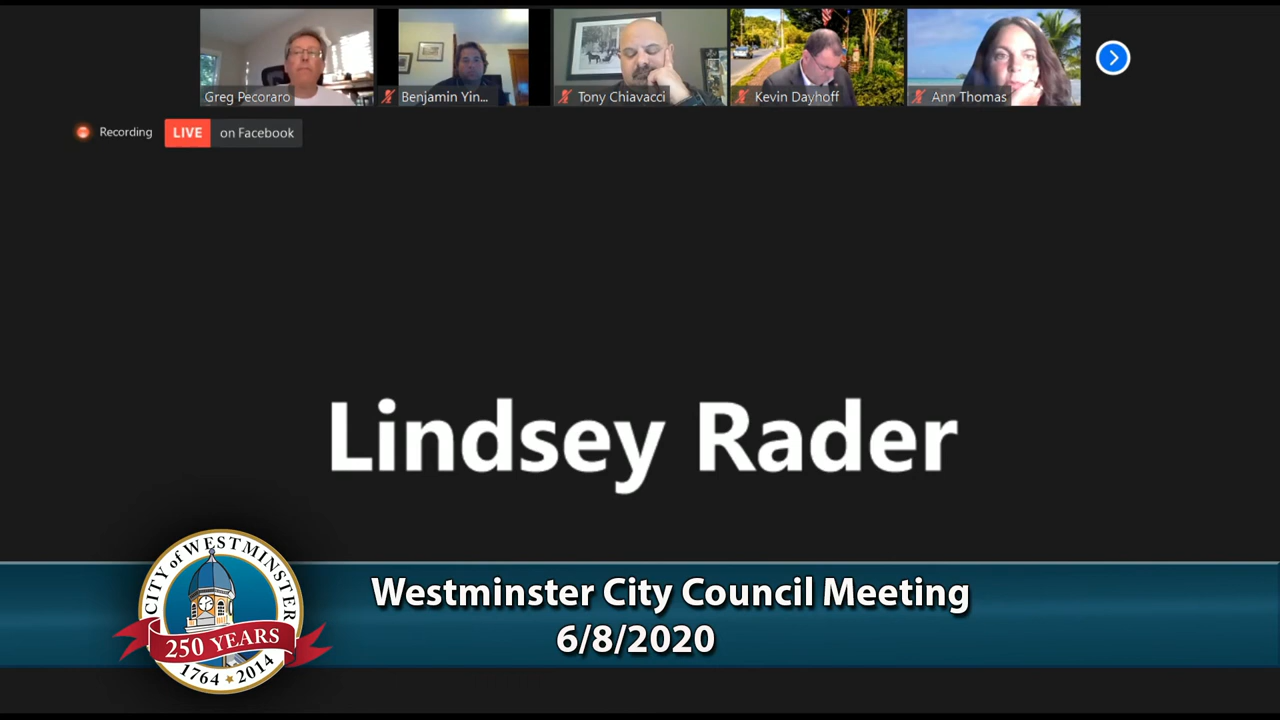 Greg Pecoraro
Benjamin Yin...
Tony Chiavacci
Kevin Dayhoff
Ann Thomas
Recording
LIVE on Facebook
Lindsey Rader
CITY of WESTMINSTER
250 YEARS
1764 ★ 2014
Westminster City Council Meeting
6/8/2020